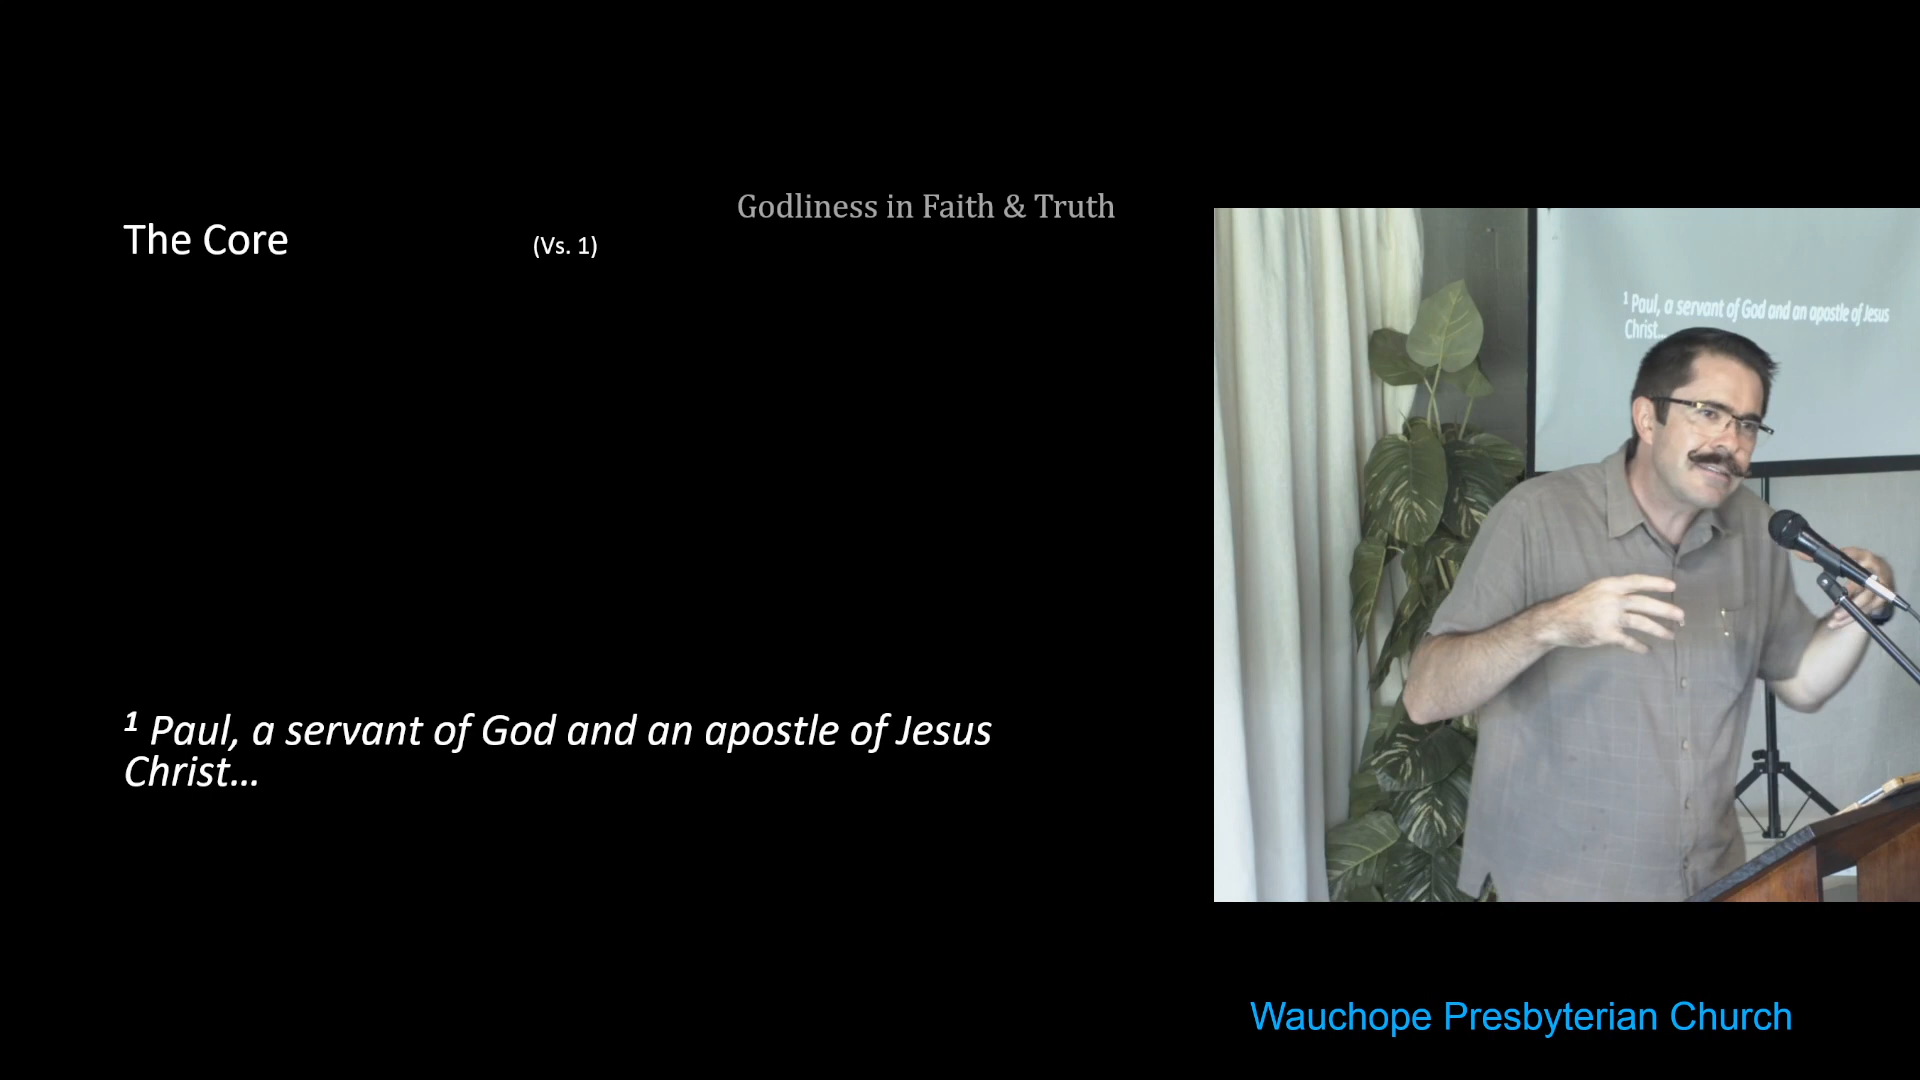 Godliness in Faith & Truth
The Core (Vs. 1)
1 Paul, a servant of God and an apostle of Jesus
Christ...
1 Paul, a servant of God and an apostle of Jesus
Christ...
Wauchope Presbyterian Church